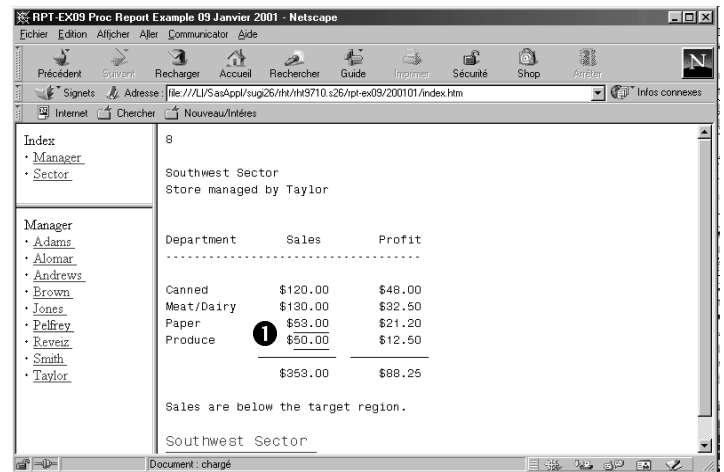 RPT-EX09 Proc Report Example 09 Janvier 2001 - Netscape
Fichier Edition Afficher Aller Communicator Aide
Précédent Suivant Recharger Accueil Rechercher Guide Imprimer Sécurité Shop Arrêter
N
Signets Adresse : file:///L|/SasAppl/sugi26/rht/rht9710.s26/rpt-ex09/200101/index.htm Infos connexes
Internet Chercher Nouveau/Intéres
Index
• Manager
• Sector
Manager
• Adams
• Alomar
• Andrews
• Brown
• Jones
• Pelfrey
• Reveiz
• Smith
• Taylor
8
Southwest Sector
Store managed by Taylor
Department Sales Profit
------------------------------------
Canned $120.00 $48.00
Meat/Dairy $130.00 $32.50
Paper $53.00 $21.20
1 Produce $50.00 $12.50
$353.00 $88.25
Sales are below the target region.
Southwest Sector
Document : chargé